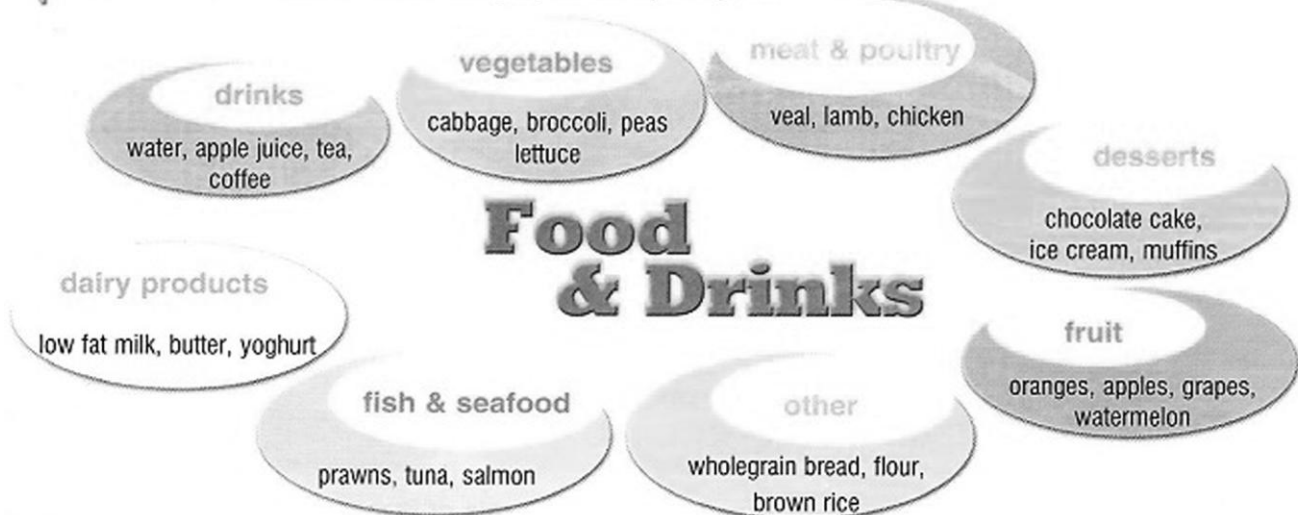 drinks
water, apple juice, tea,
coffee
vegetables
cabbage, broccoli, peas
lettuce
meat & poultry
veal, lamb, chicken
desserts
chocolate cake,
ice cream, muffins
Food
& Drinks
dairy products
low fat milk, butter, yoghurt
fruit
oranges, apples, grapes,
watermelon
fish & seafood
prawns, tuna, salmon
other
wholegrain bread, flour,
brown rice